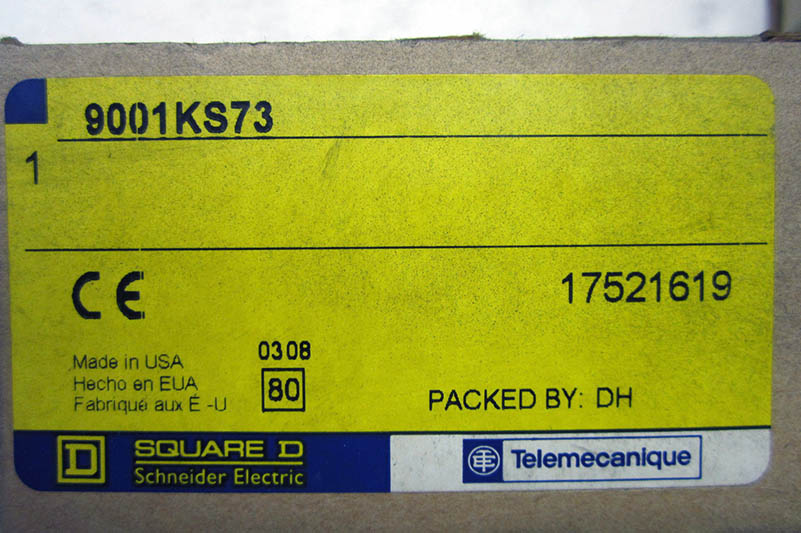 9001KS73
1
CE
17521619
Made in USA
0308
Hecho en EUA
80
Fabriqué aux É -U
PACKED BY: DH
D
SQUARE D
Schneider Electric
Telemecanique